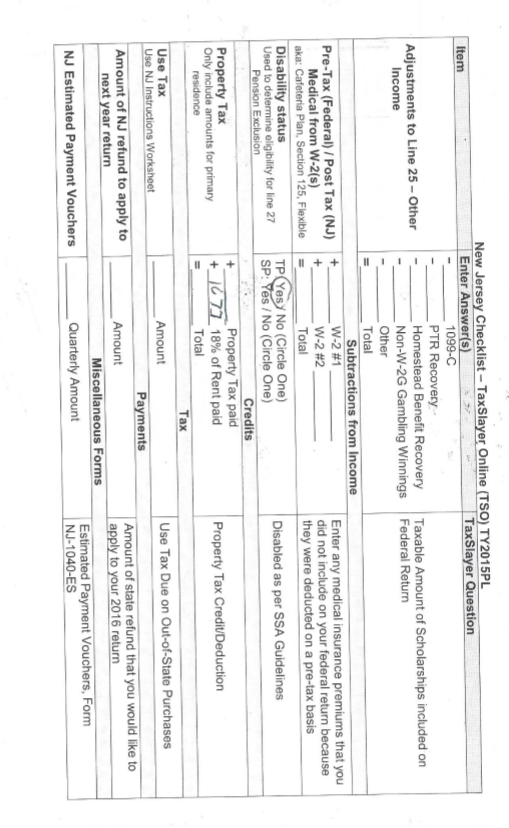 New Jersey Checklist – TaxSlayer Online (TSO) TY2015PL
Item
Enter Answer(s)
TaxSlayer Question
Adjustments to Line 25 – Other
Income
- 1099-C
- PTR Recovery
- Homestead Benefit Recovery
- Non-W-2G Gambling Winnings
- Other
= Total
Taxable Amount of Scholarships included on
Federal Return
Subtractions from Income
Pre-Tax (Federal) / Post Tax (NJ)
Medical from W-2(s)
aka: Cafeteria Plan, Section 125, Flexible
+ W-2 #1
+ W-2 #2
= Total
Enter any medical insurance premiums that you
did not include on your federal return because
they were deducted on a pre-tax basis
Disability status
Used to determine eligibility for line 27
Pension Exclusion
TP: Yes / No (Circle One)
SP: Yes / No (Circle One)
Disabled as per SSA Guidelines
Credits
Property Tax
Only include amounts for primary
residence
+ Property Tax paid
+ 1677 18% of Rent paid
= Total
Property Tax Credit/Deduction
Tax
Use Tax
Use NJ Instructions Worksheet
Amount
Use Tax Due on Out-of-State Purchases
Payments
Amount of NJ refund to apply to
next year return
Amount
Amount of state refund that you would like to
apply to your 2016 return
Miscellaneous Forms
NJ Estimated Payment Vouchers
Quarterly Amount
Estimated Payment Vouchers, Form
NJ-1040-ES